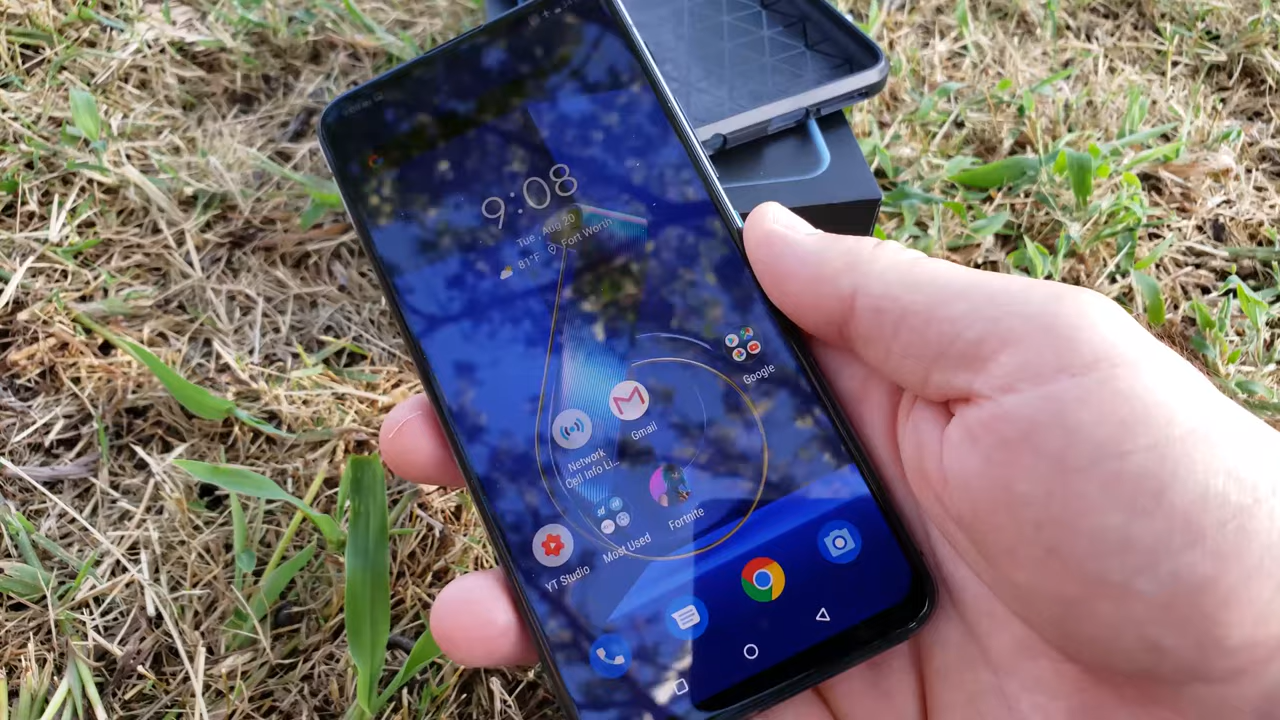 9:08
Tue, Aug 20
81°F Fort Worth
Google
Gmail
Network
Cell Info Li...
Fortnite
Most Used
YT Studio